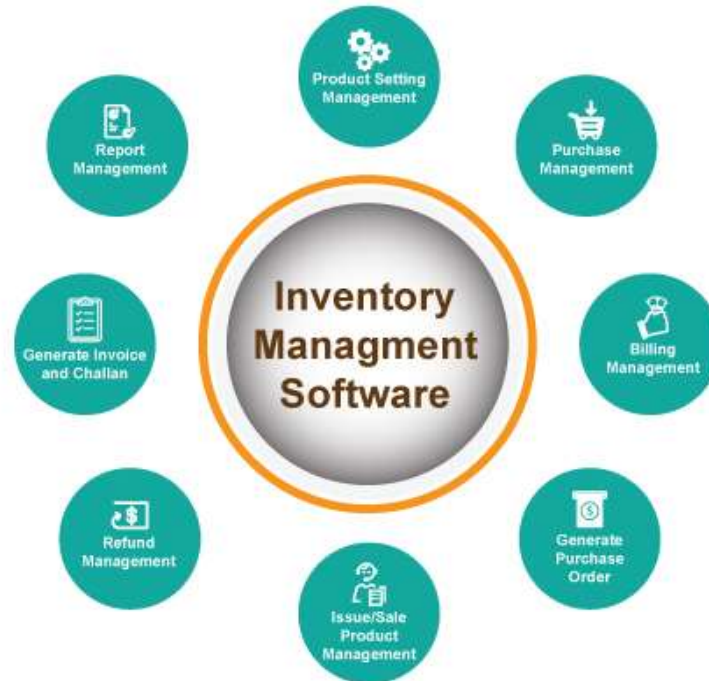 Product Setting
Management
Report
Management
Purchase
Management
Inventory
Managment
Software
Generate Invoice
and Challan
Billing
Management
Refund
Management
Generate
Purchase
Order
Issue/Sale
Product
Management